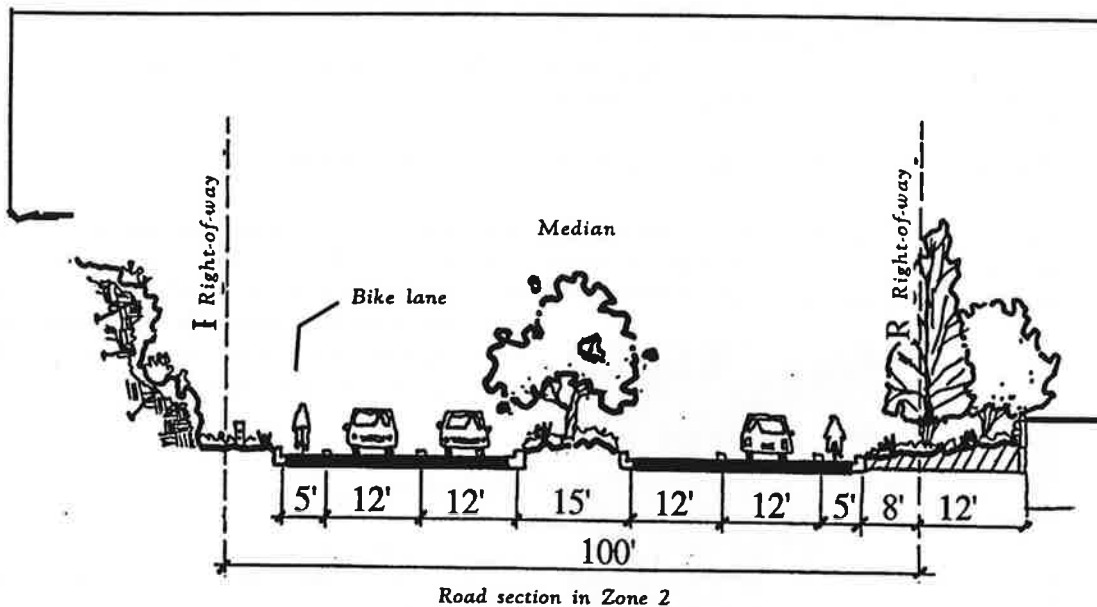 Median
I Right-of-way
R Right-of-way
Bike lane
5' 12' 12' 15' 12' 12' 5' 8' 12'
100'
Road section in Zone 2